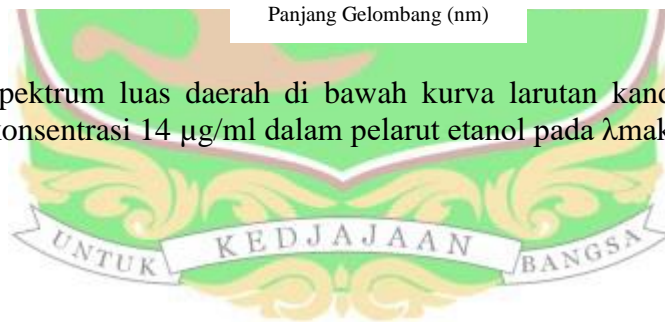 Panjang Gelombang (nm)
pektrum luas daerah di bawah kurva larutan kand
konsentrasi 14 µg/ml dalam pelarut etanol pada λmak
UNTUK KEDJAJAAN BANGSA